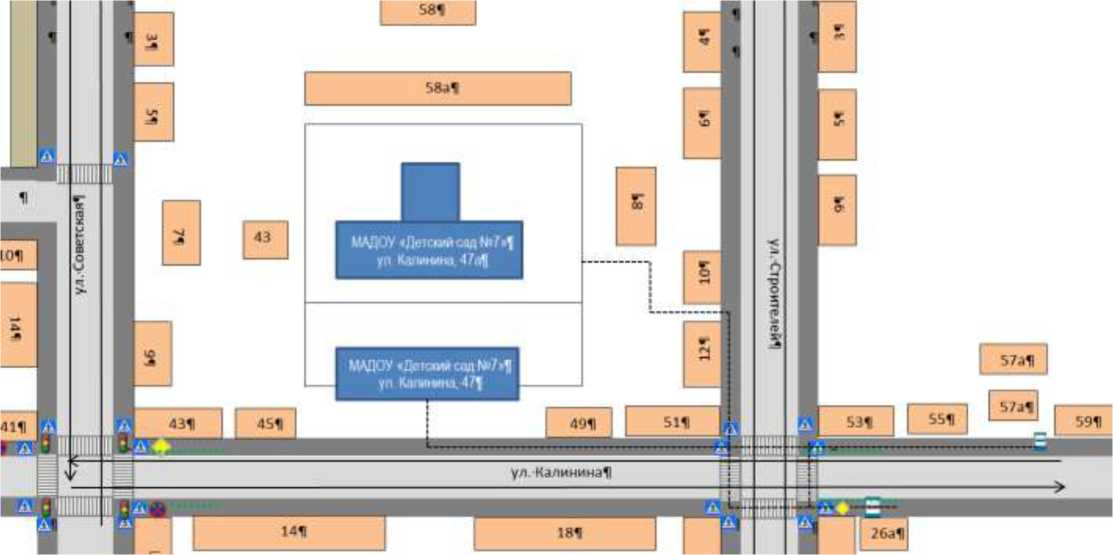 58¶
3¶
4¶
3¶
58а¶
5¶
6¶
5¶
¶
7¶
43
8¶
6¶
МАДОУ «Детский сад №7»¶
ул. Калинина, 47а¶
ул.·Советская¶
ул.·Строителей¶
10¶
10¶
14¶
9¶
12¶
МАДОУ «Детский сад №7»¶
ул. Калинина, 47¶
57а¶
57а¶
41¶
43¶
45¶
49¶
51¶
53¶
55¶
59¶
ул.·Калинина¶
14¶
18¶
26а¶